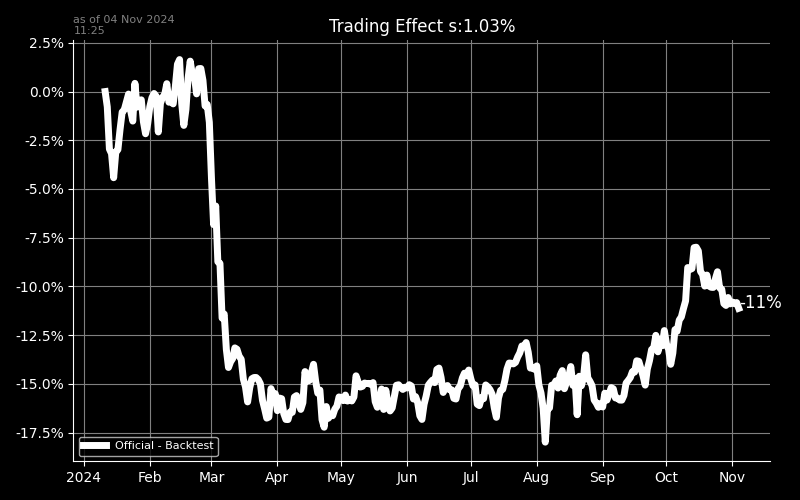 as of 04 Nov 2024
11:25
Trading Effect s:1.03%
2.5%
0.0%
-2.5%
-5.0%
-7.5%
-10.0%
-12.5%
-15.0%
-17.5%
-11%
Official - Backtest
2024 Feb Mar Apr May Jun Jul Aug Sep Oct Nov